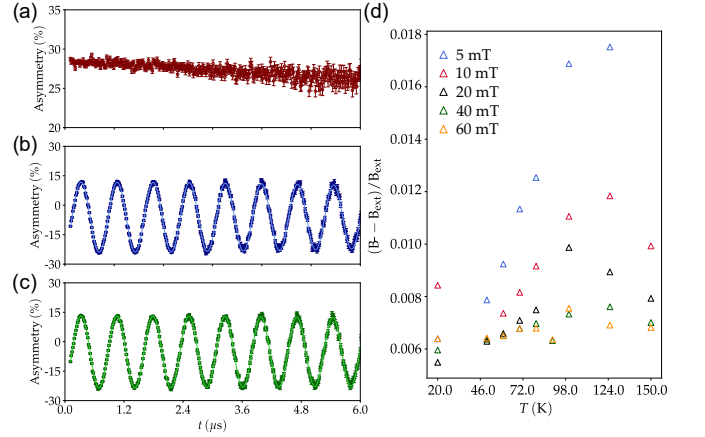 (a)
35
30
25
20
Asymmetry (%)
(b)
30
15
0
-15
-30
Asymmetry (%)
(c)
30
15
0
-15
-30
Asymmetry (%)
0.0 1.2 2.4 3.6 4.8 6.0
t (μs)
(d)
0.018
0.016
0.014
0.012
0.010
0.008
0.006
(B - B_ext)/B_ext
5 mT
10 mT
20 mT
40 mT
60 mT
20.0 46.0 72.0 98.0 124.0 150.0
T (K)